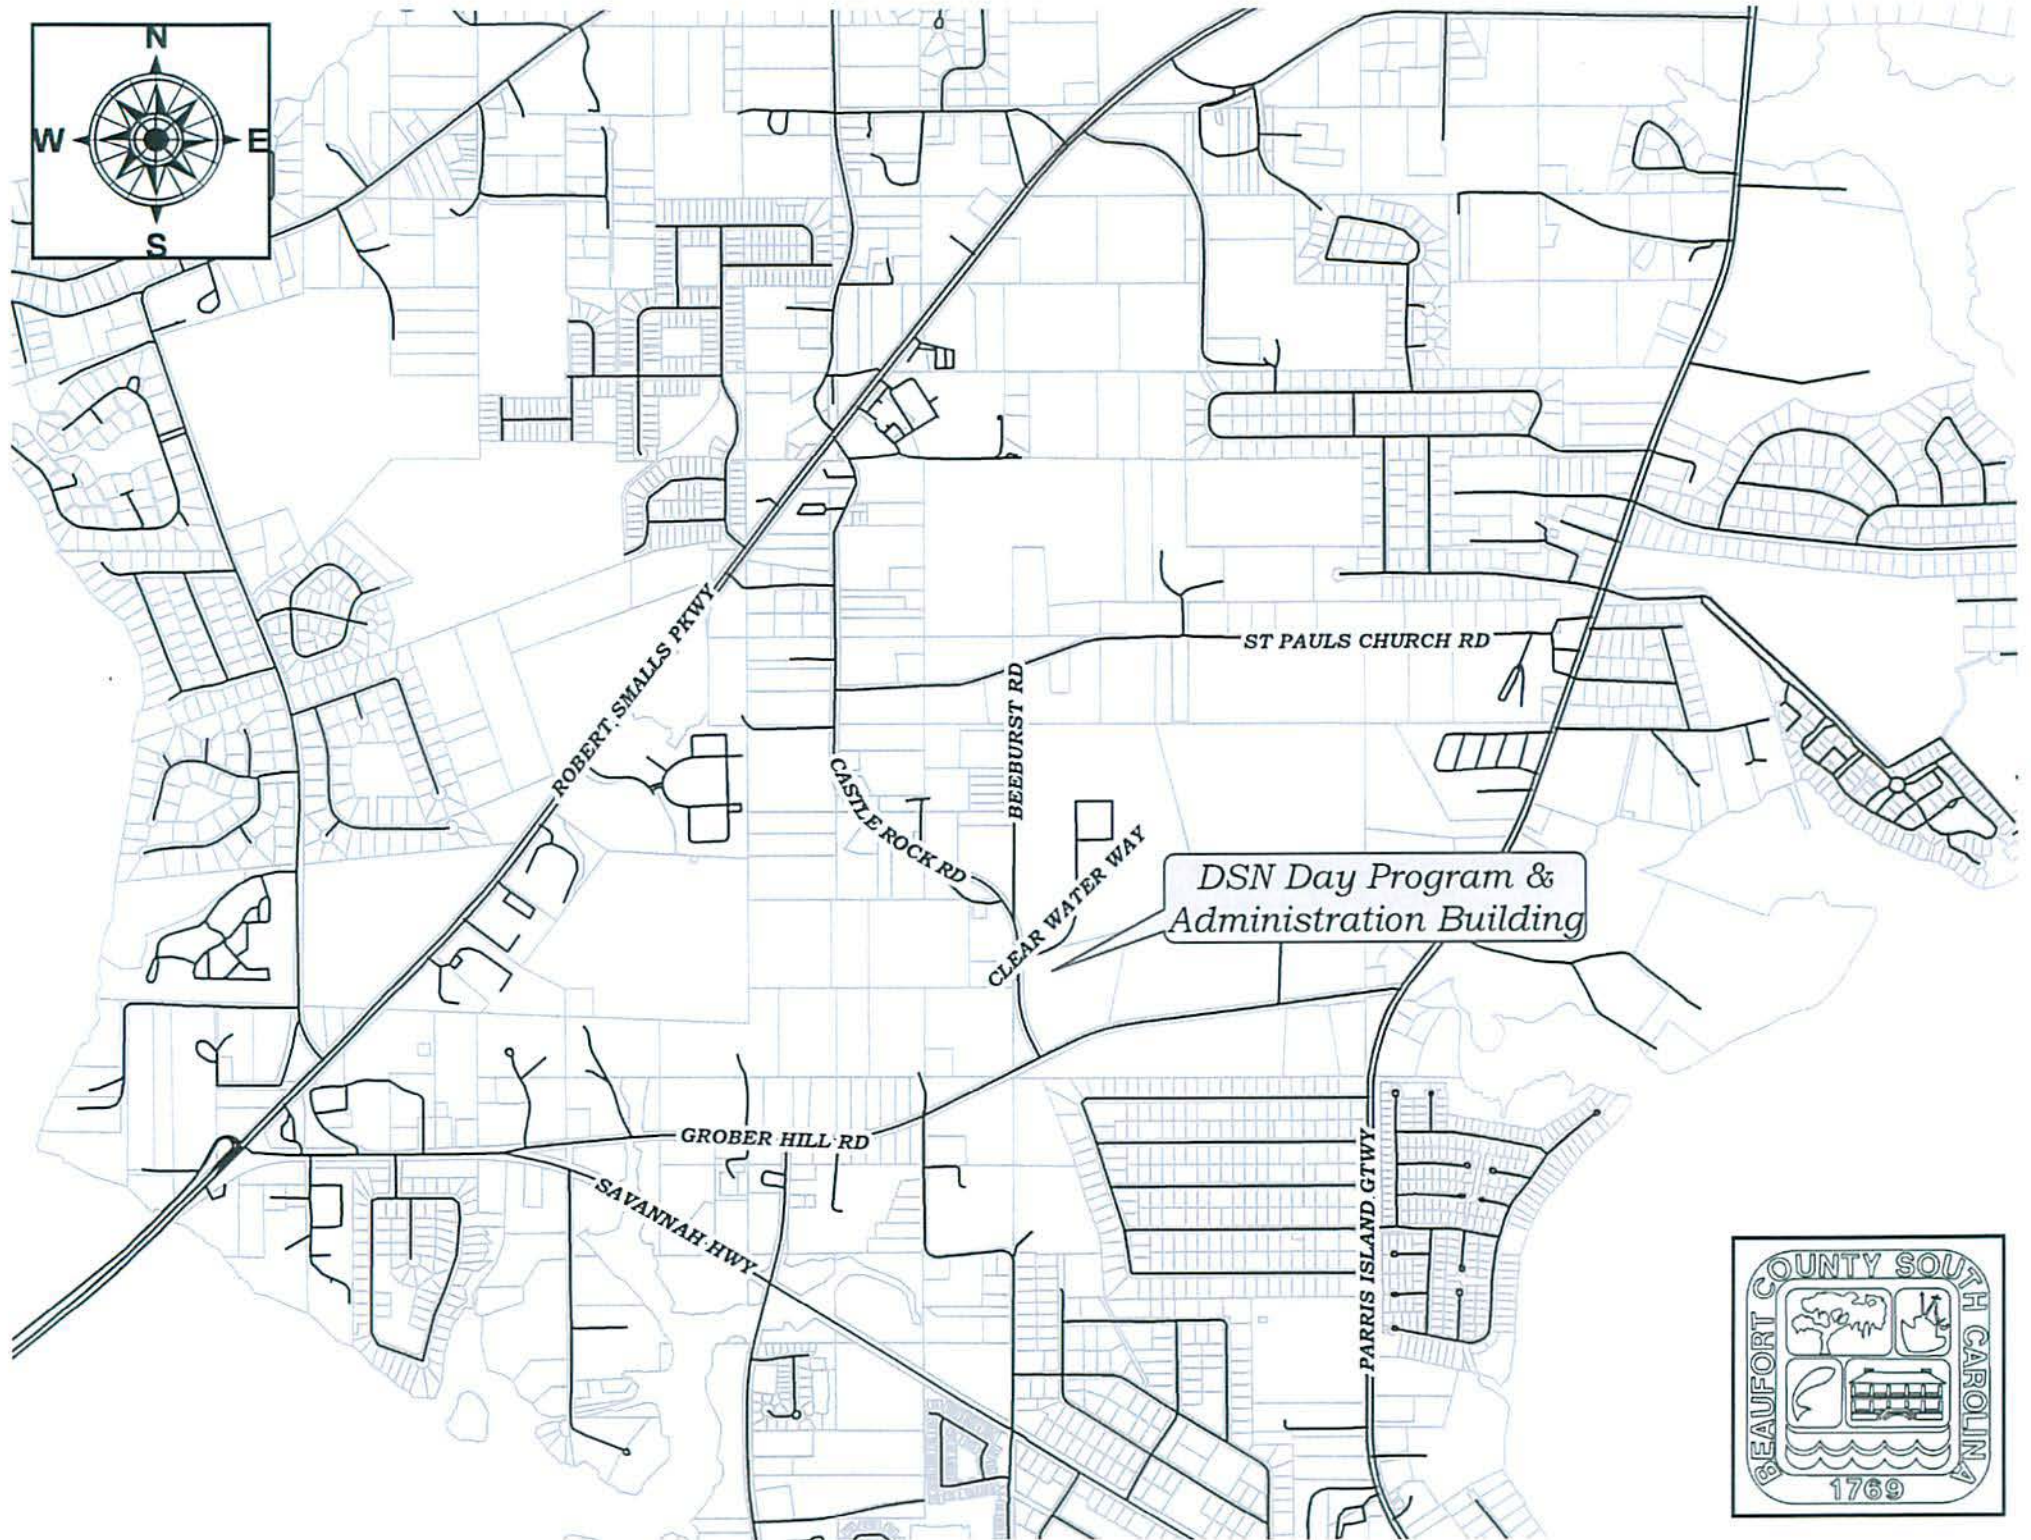 N
W
E
S
ROBERT SMALLS PKWY
ST PAULS CHURCH RD
BEEBURST RD
CASTLE ROCK RD
CLEAR WATER WAY
DSN Day Program &
Administration Building
GROBER HILL RD
SAVANNAH HWY
PARRIS ISLAND GTWY
BEAUFORT COUNTY SOUTH CAROLINA
1769